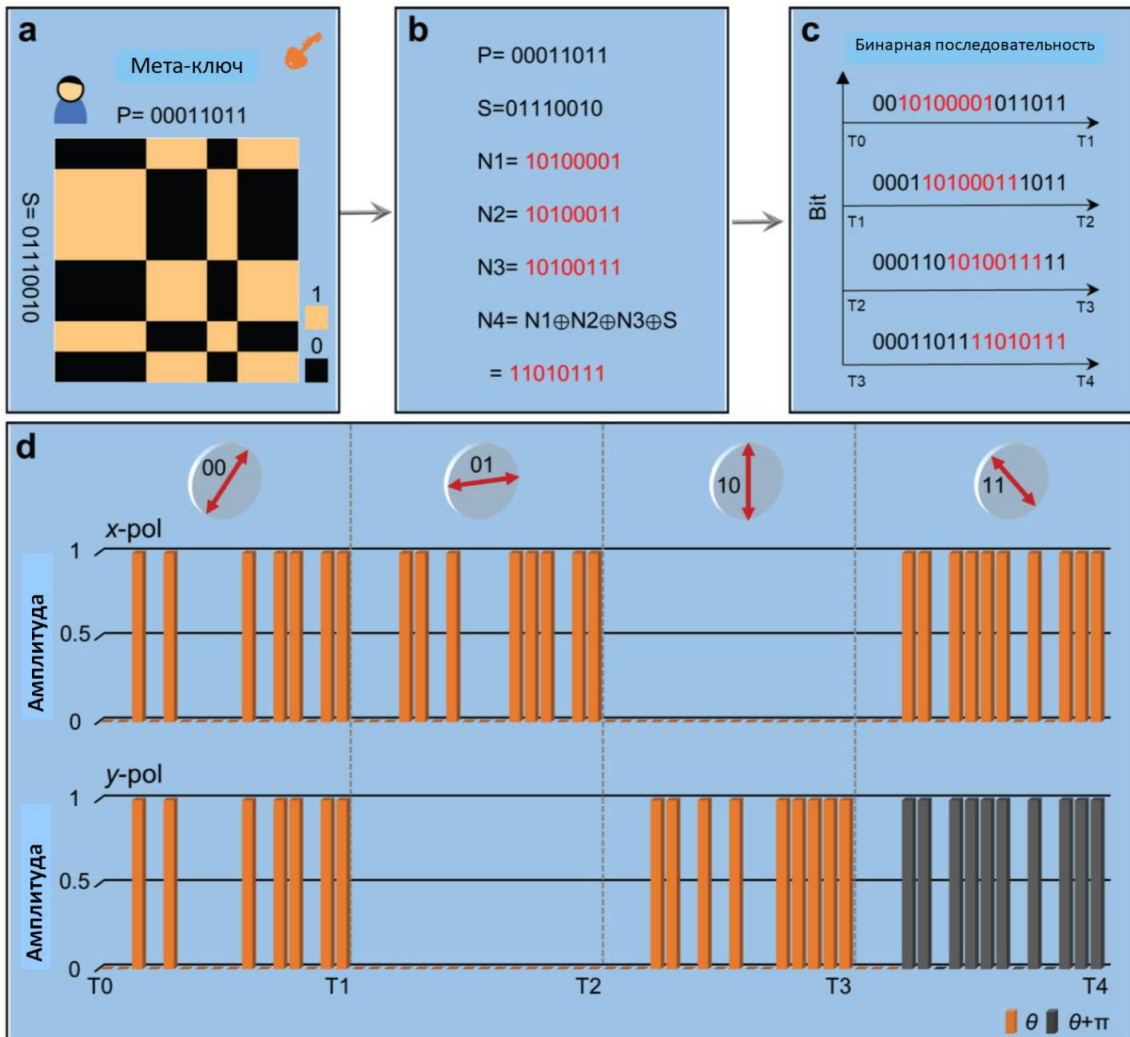 a
Мета-ключ
P= 00011011
S= 01110010
1
0
b
P= 00011011
S=01110010
N1= 10100001
N2= 10100011
N3= 10100111
N4= N1⊕N2⊕N3⊕S
= 11010111
c
Бинарная последовательность
Bit
0010100001011011
T0 T1
0001101000111011
T1 T2
0001101010011111
T2 T3
0001101111010111
T3 T4
d
00 01 10 11
x-pol
Амплитуда
1
0.5
0
y-pol
Амплитуда
1
0.5
0
T0 T1 T2 T3 T4
θ θ+π